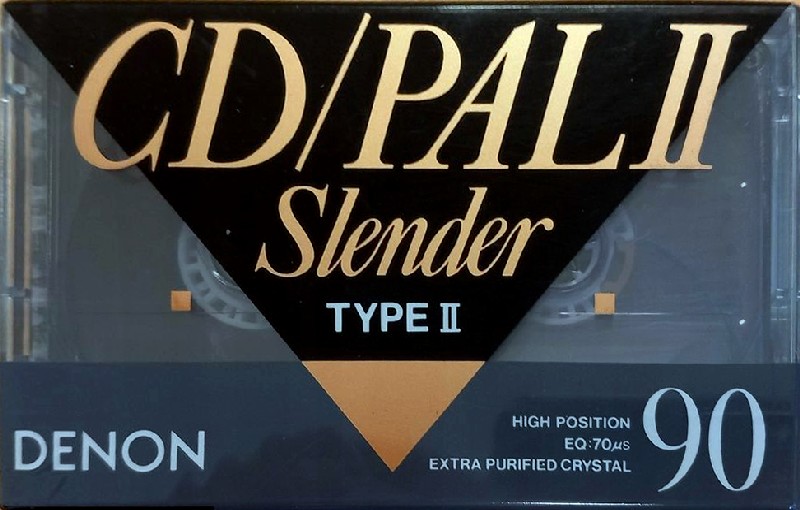 CD/PAL II
Slender
TYPE II
DENON
HIGH POSITION
EQ:70μs
EXTRA PURIFIED CRYSTAL
90